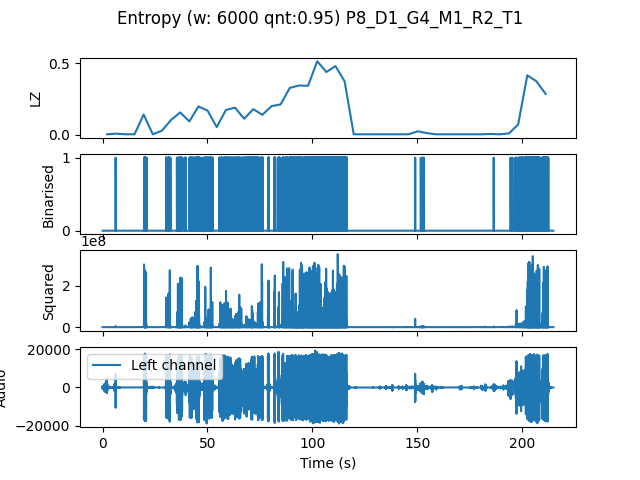 Entropy (w: 6000 qnt:0.95) P8_D1_G4_M1_R2_T1
0.5
0.0
LZ
1
0
Binarised
1e8
2
0
Squared
20000
0
−20000
Audio
Left channel
0
50
100
150
200
Time (s)